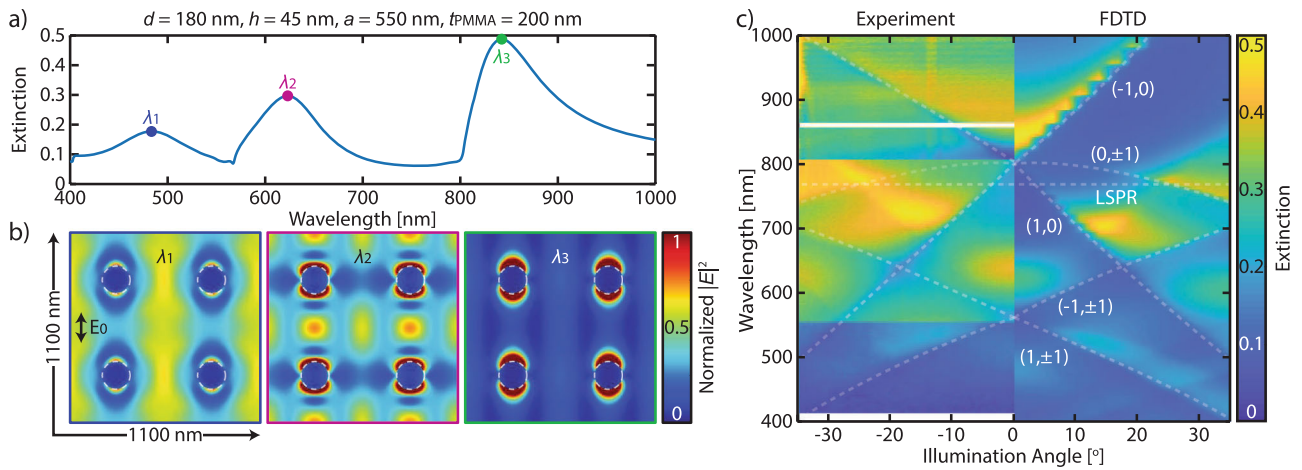 a)
d = 180 nm, h = 45 nm, a = 550 nm, tPMMA = 200 nm
0.5
0.4
0.3
0.2
0.1
0
Extinction
λ1
λ2
λ3
400
500
600
700
800
900
1000
Wavelength [nm]
b)
1100 nm
E0
λ1
λ2
λ3
1100 nm
1
0.5
0
Normalized |E|²
c)
Experiment
FDTD
1000
900
800
700
600
500
400
Wavelength [nm]
(-1,0)
(0,±1)
LSPR
(1,0)
(-1,±1)
(1,±1)
-30
-20
-10
0
10
20
30
Illumination Angle [°]
0.5
0.4
0.3
0.2
0.1
0
Extinction